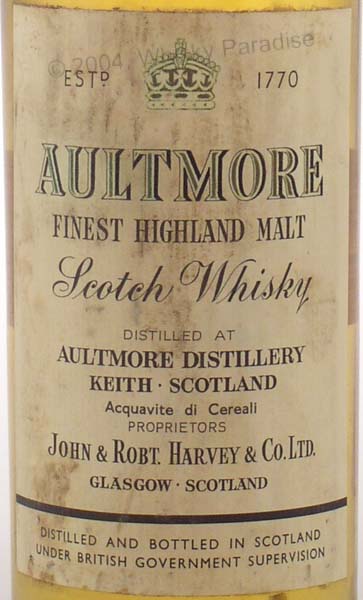 © 2004, Whisky Paradise
ESTD 1770
AULTMORE
FINEST HIGHLAND MALT
Scotch Whisky
DISTILLED AT
AULTMORE DISTILLERY
KEITH · SCOTLAND
Acquavite di Cereali
PROPRIETORS
JOHN & ROBT. HARVEY & CO. LTD.
GLASGOW · SCOTLAND
DISTILLED AND BOTTLED IN SCOTLAND
UNDER BRITISH GOVERNMENT SUPERVISION